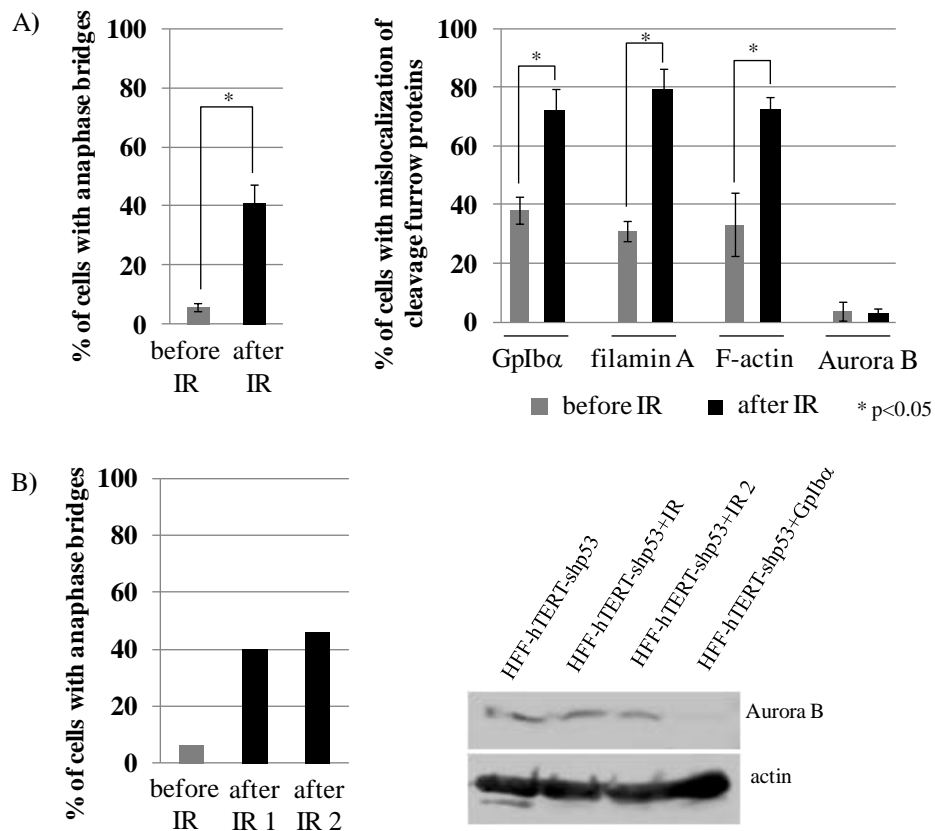 A)
% of cells with anaphase bridges
100
80
60
40
20
0
*
before
IR
after
IR
% of cells with mislocalization of
cleavage furrow proteins
100
80
60
40
20
0
*
*
*
GpIbα
filamin A
F-actin
Aurora B
before IR
after IR
* p<0.05
B)
% of cells with anaphase bridges
100
80
60
40
20
0
before
IR
after
IR 1
after
IR 2
HFF-hTERT-shp53
HFF-hTERT-shp53+IR
HFF-hTERT-shp53+IR 2
HFF-hTERT-shp53+GpIbα
Aurora B
actin